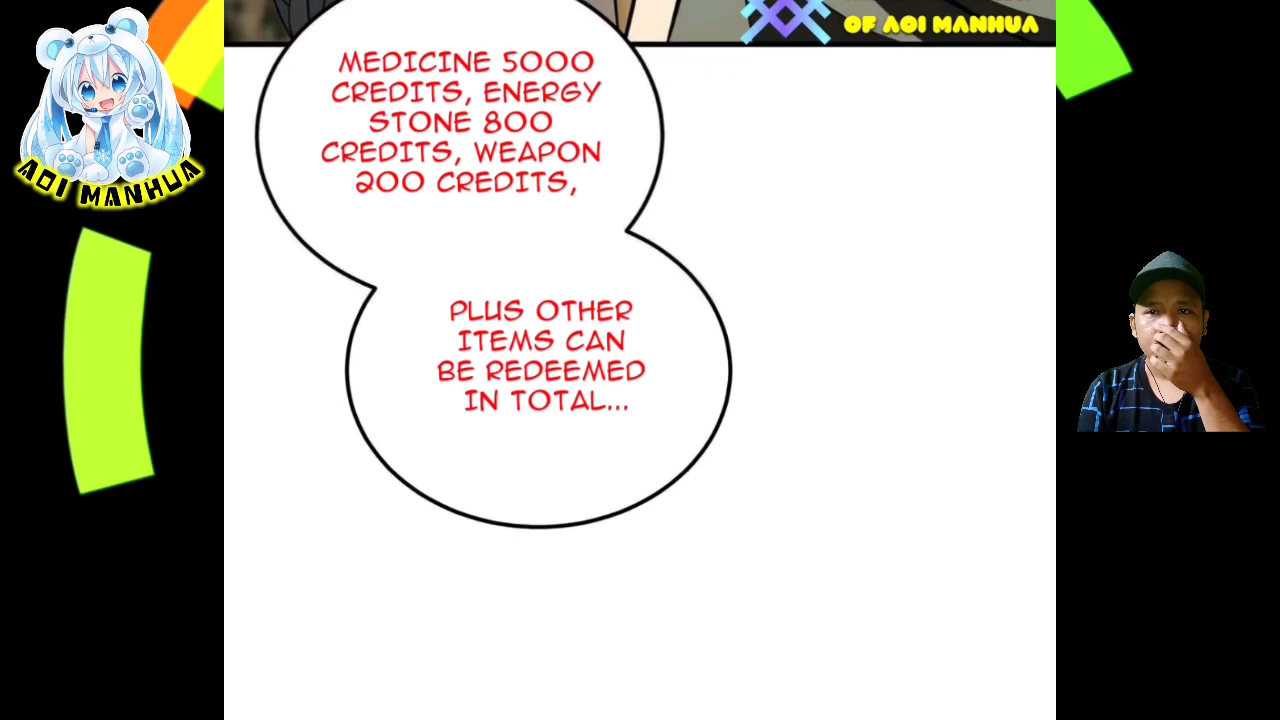 OF AOI MANHUA
MEDICINE 5000
CREDITS, ENERGY
STONE 800
CREDITS, WEAPON
200 CREDITS,
AOI MANHUA
PLUS OTHER
ITEMS CAN
BE REDEEMED
IN TOTAL...